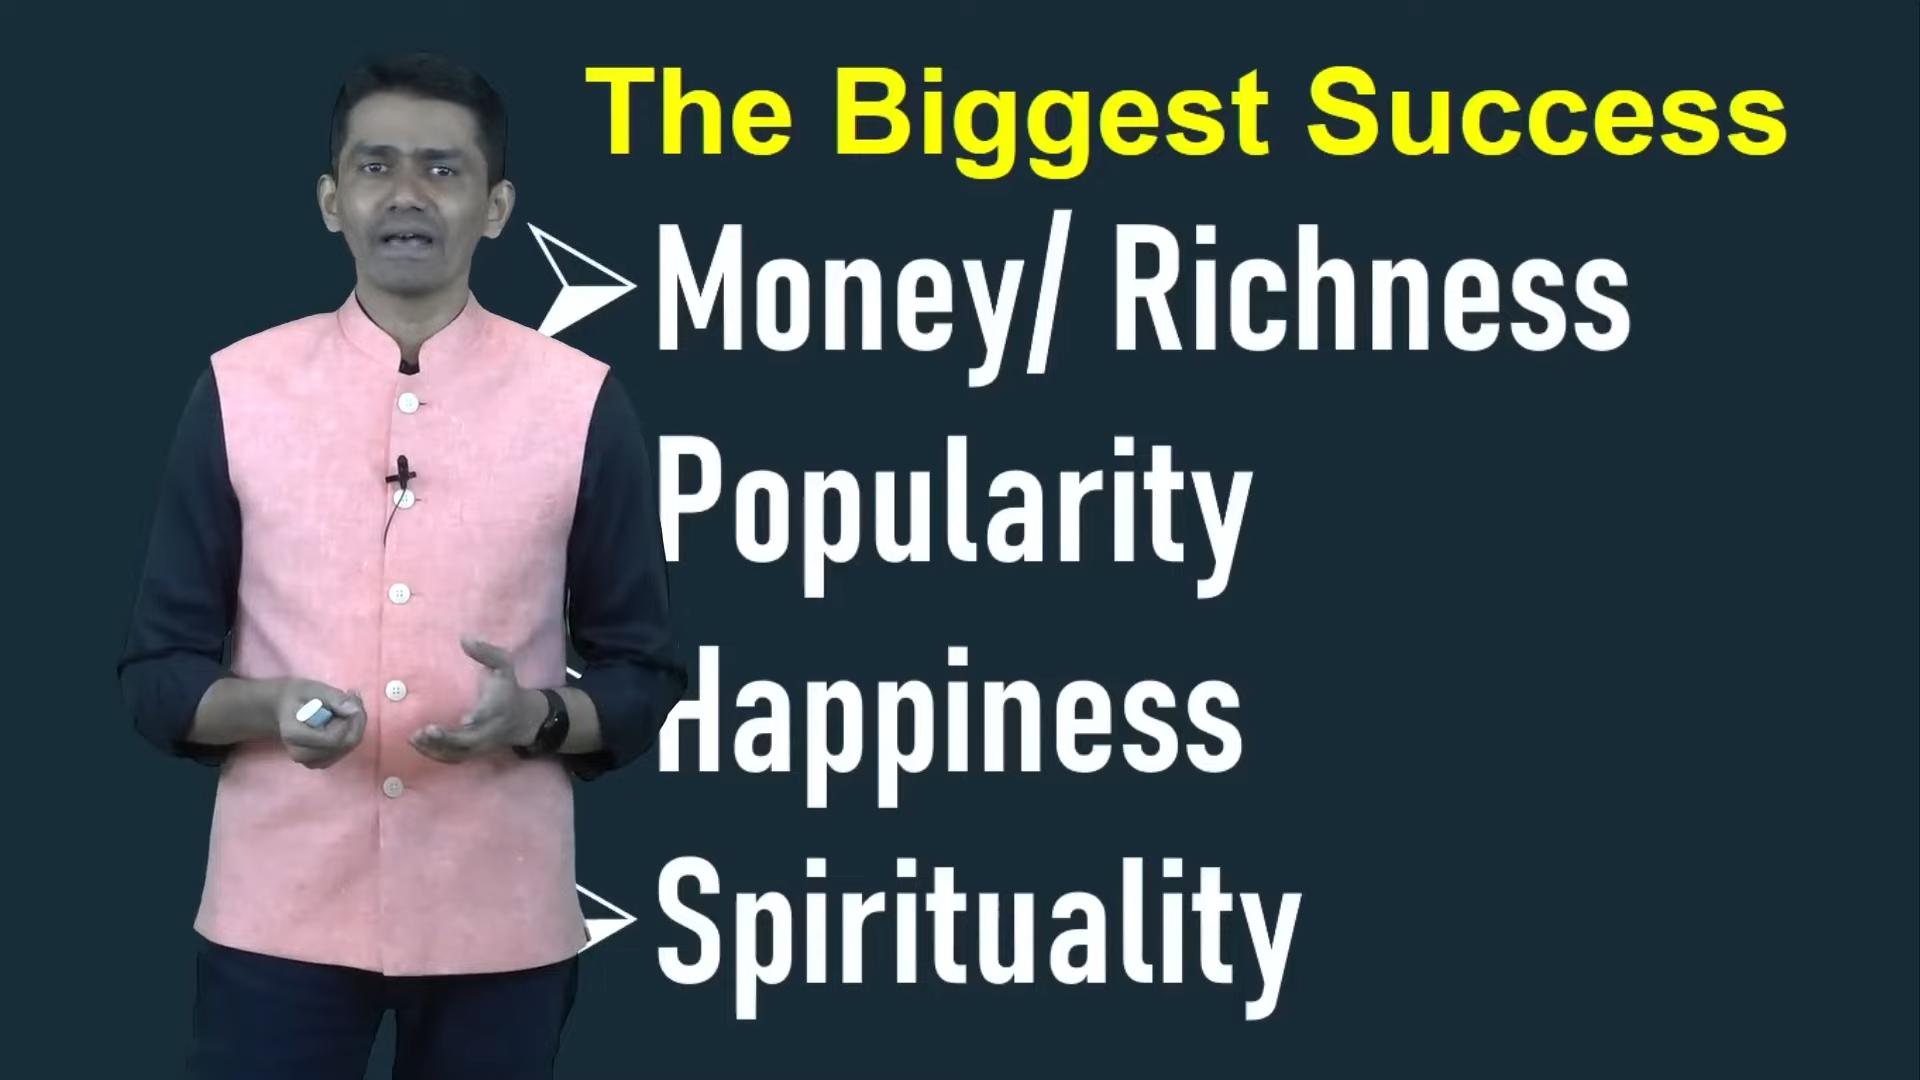 The Biggest Success
Money/ Richness
Popularity
Happiness
Spirituality